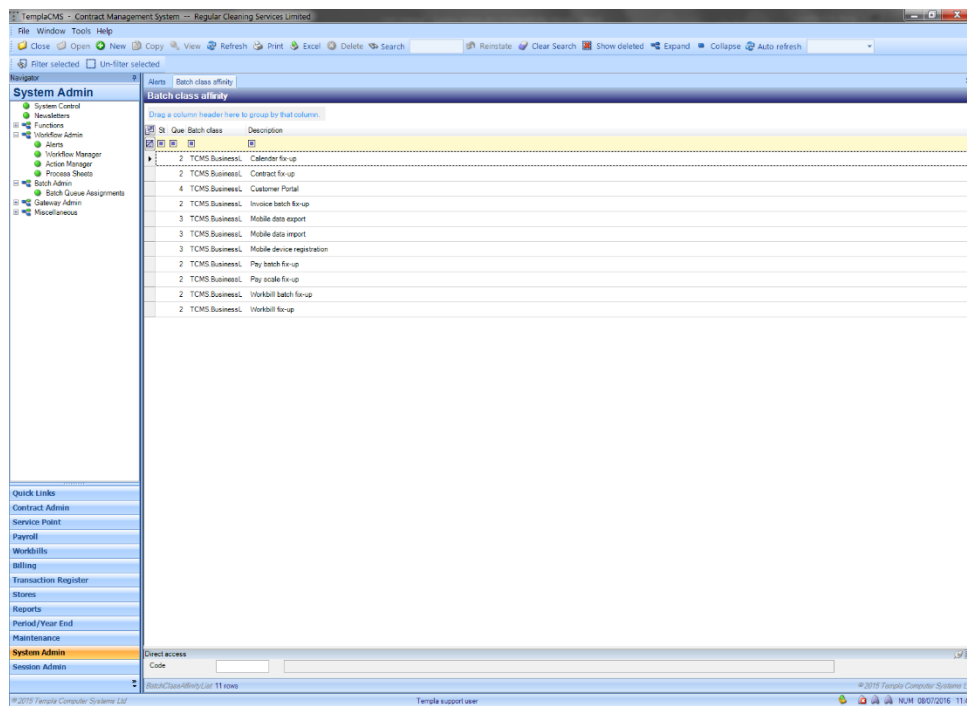 TemplaCMS - Contract Management System -- Regular Cleaning Services Limited
File Window Tools Help
Close Open New Copy View Refresh Print Excel Delete Search Reinstate Clear Search Show deleted Expand Collapse Auto refresh
Filter selected Un-filter selected
Navigator
System Admin
System Control
Newsletters
Functions
Workflow Admin
Alerts
Workflow Manager
Action Manager
Process Sheets
Batch Admin
Batch Queue Assignments
Gateway Admin
Miscellaneous
Quick Links
Contract Admin
Service Point
Payroll
Workbills
Billing
Transaction Register
Stores
Reports
Period/Year End
Maintenance
System Admin
Session Admin
Alerts Batch class affinity
Batch class affinity
Drag a column header here to group by that column.
St Que Batch class Description
2 TCMS.BusinessL Calendar fix-up
2 TCMS.BusinessL Contract fix-up
4 TCMS.BusinessL Customer Portal
2 TCMS.BusinessL Invoice batch fix-up
3 TCMS.BusinessL Mobile data export
3 TCMS.BusinessL Mobile data import
3 TCMS.BusinessL Mobile device registration
2 TCMS.BusinessL Pay batch fix-up
2 TCMS.BusinessL Pay scale fix-up
2 TCMS.BusinessL Workbill batch fix-up
2 TCMS.BusinessL Workbill fix-up
Direct access
Code
BatchClassAffinityList: 11 rows
© 2015 Templa Computer Systems L
© 2015 Templa Computer Systems Ltd
Templa support user
NUM 08/07/2016 11:4